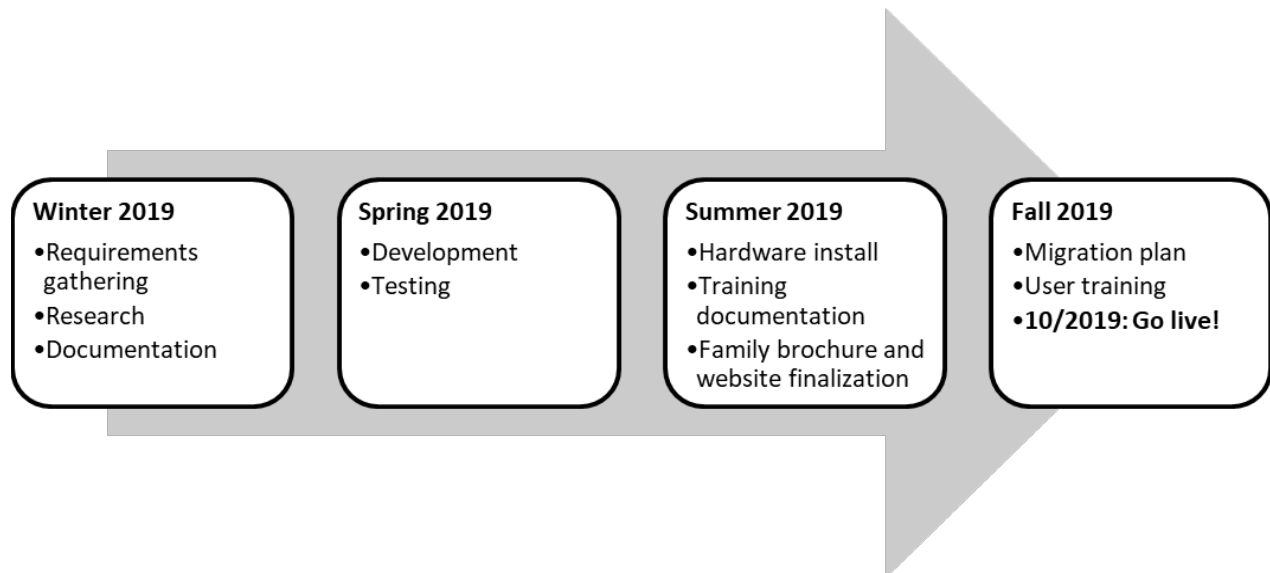 Winter 2019
•Requirements
gathering
•Research
•Documentation
Spring 2019
•Development
•Testing
Summer 2019
•Hardware install
•Training
documentation
•Family brochure and
website finalization
Fall 2019
•Migration plan
•User training
•10/2019: Go live!